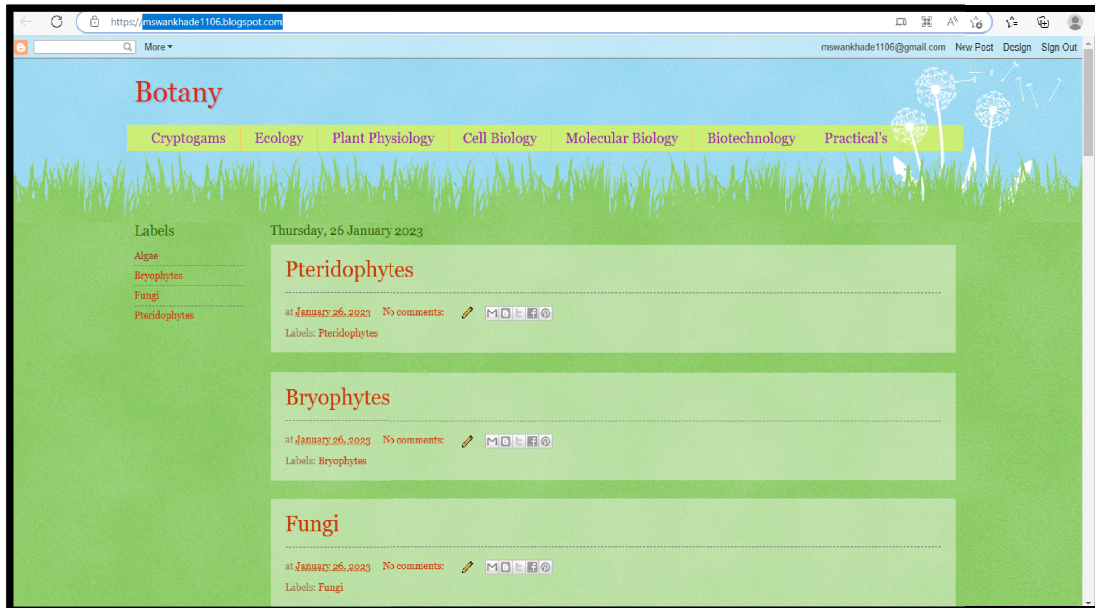 https://mswankhade1106.blogspot.com
More mswankhade1106@gmail.com New Post Design Sign Out
Botany
Cryptogams Ecology Plant Physiology Cell Biology Molecular Biology Biotechnology Practical's
Labels
Algae
Bryophytes
Fungi
Pteridophytes
Thursday, 26 January 2023
Pteridophytes
at January 26, 2023 No comments:
Labels: Pteridophytes
Bryophytes
at January 26, 2023 No comments:
Labels: Bryophytes
Fungi
at January 26, 2023 No comments:
Labels: Fungi